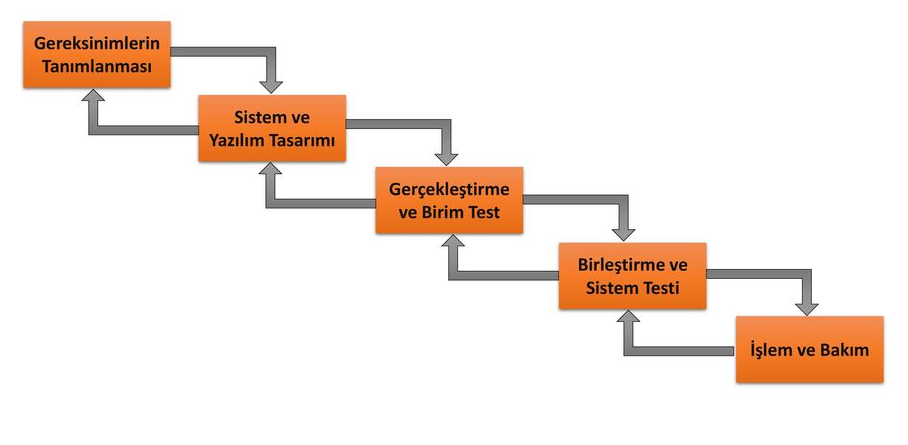 Gereksinimlerin
Tanımlanması
Sistem ve
Yazılım Tasarımı
Gerçekleştirme
ve Birim Test
Birleştirme ve
Sistem Testi
İşlem ve Bakım